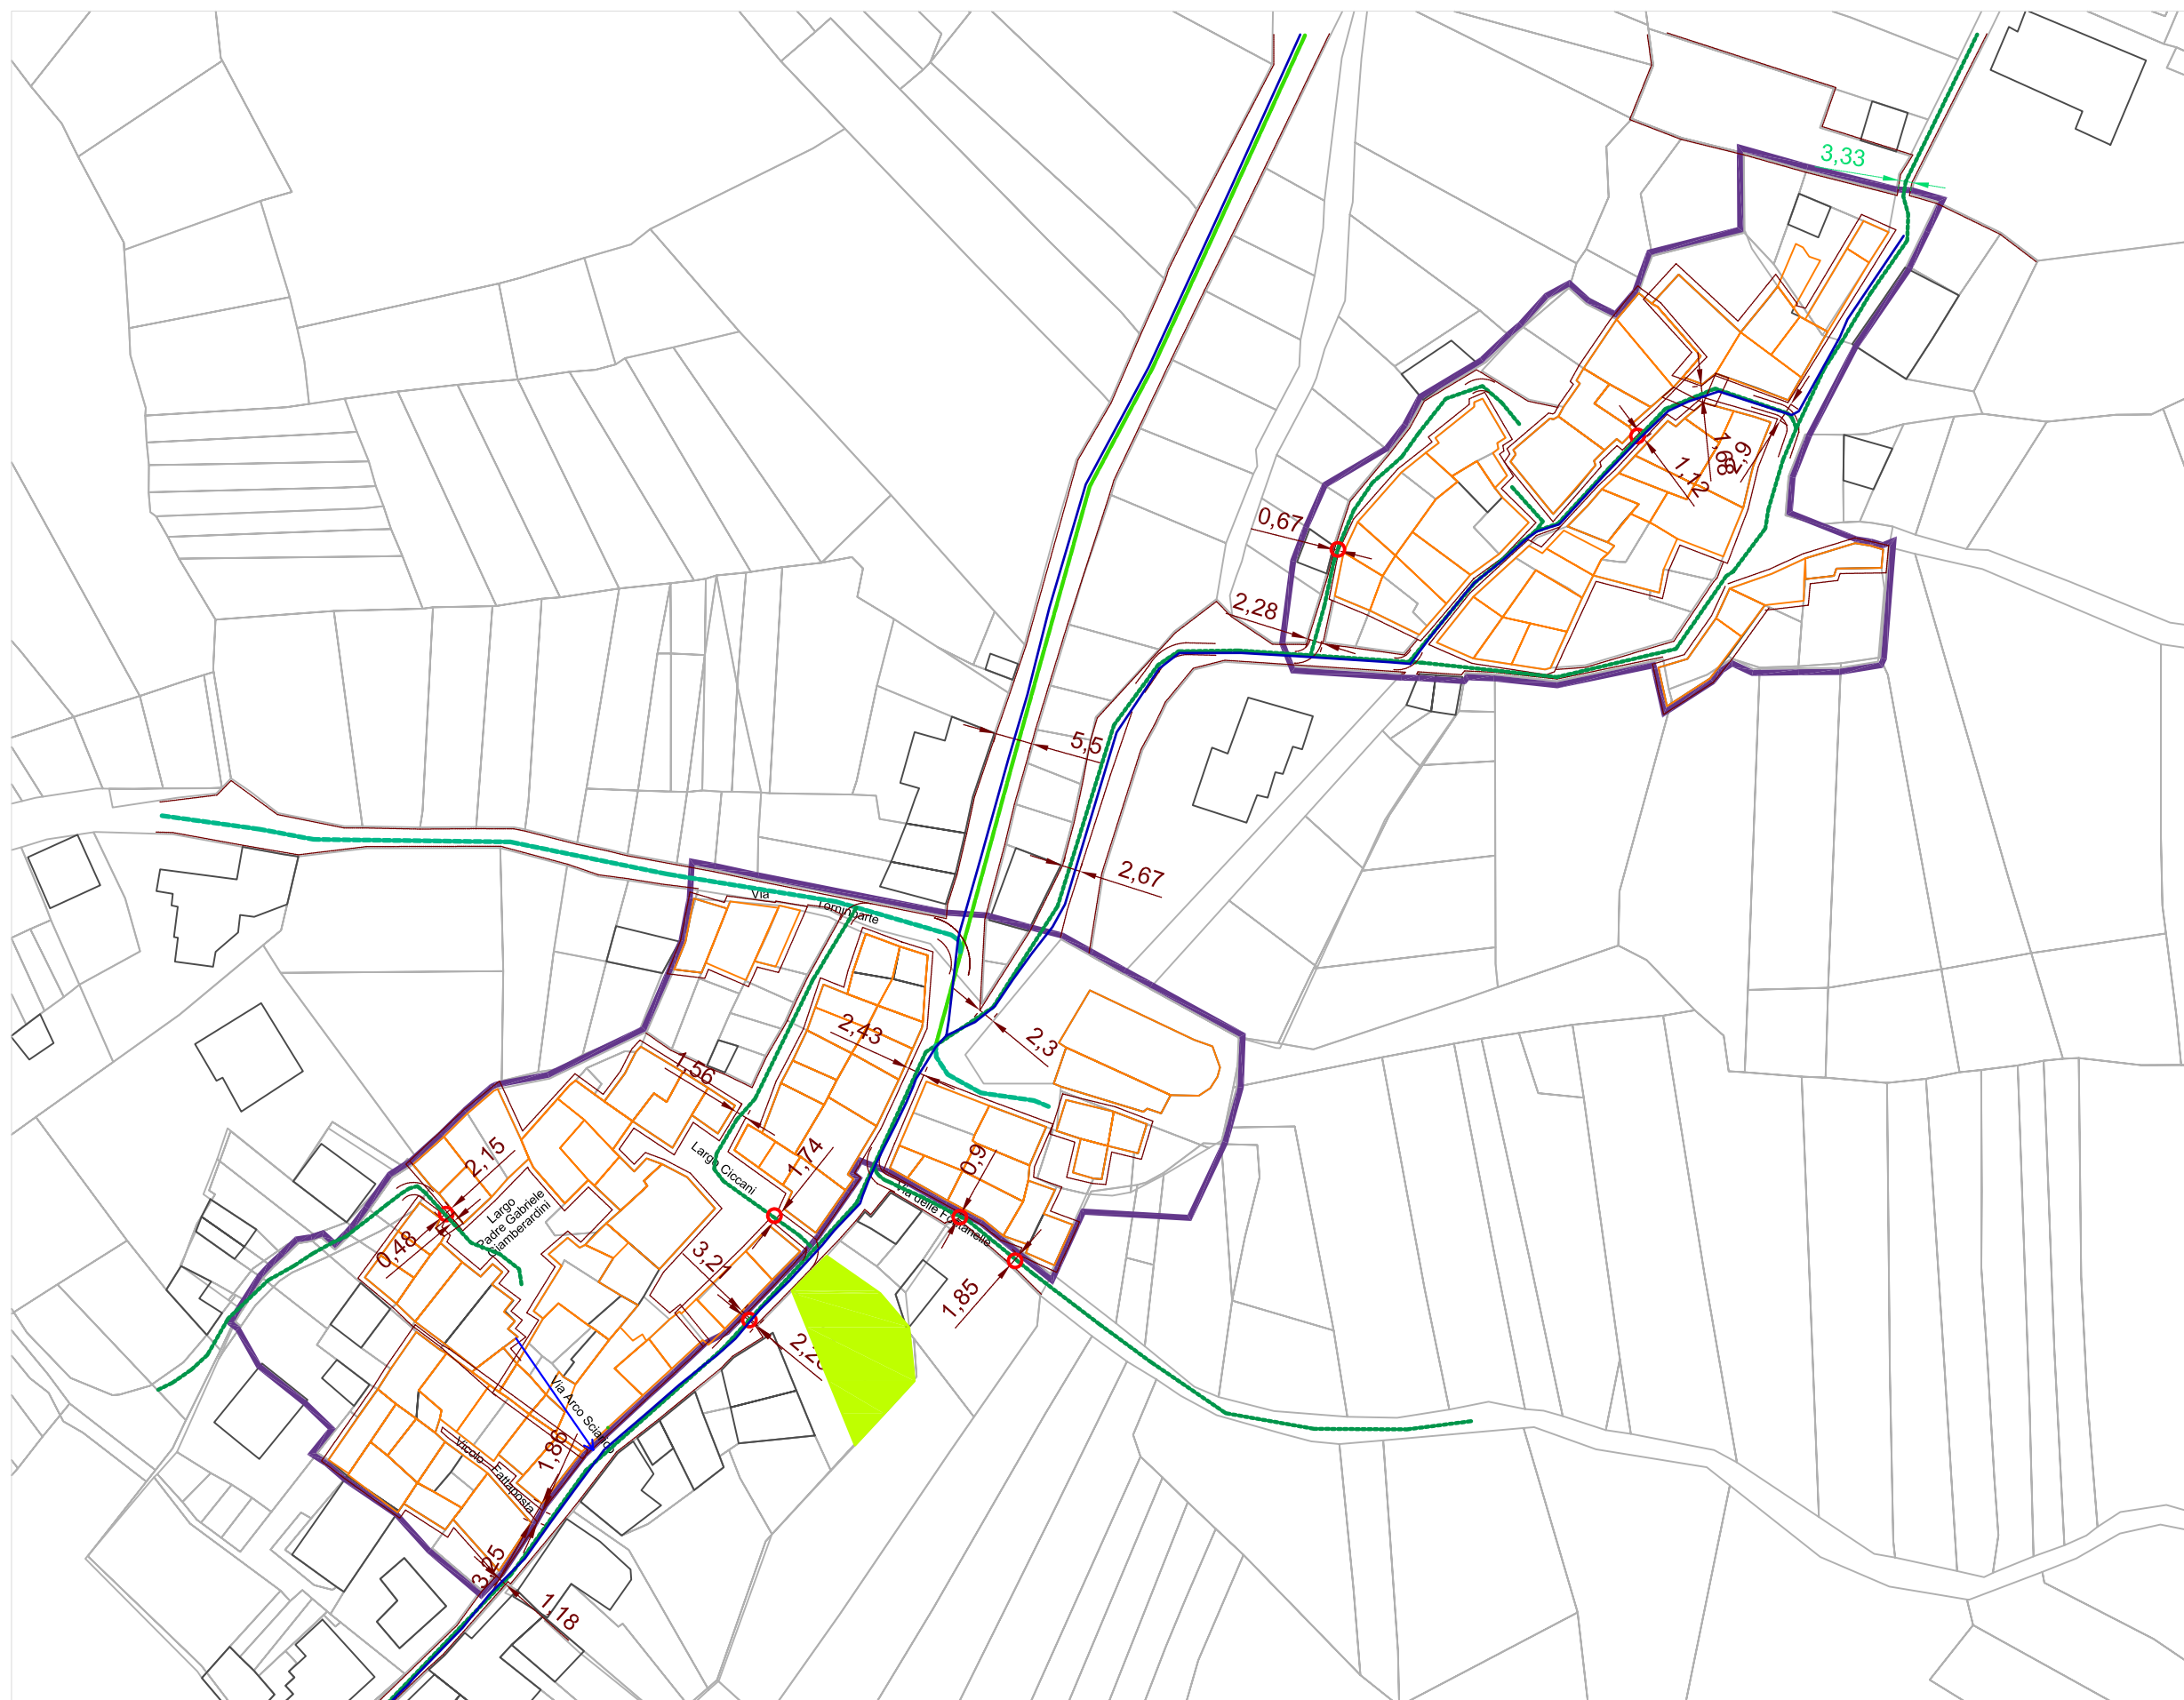 3,33
1,98
2,9
1,12
0,67
2,28
5,5
2,67
Via
Tornimparte
2,43
2,3
1,56
2,15
Largo Ciccani
1,74
0,9
Largo
Padre Gabriele
Giamberardini
Via delle Fontanelle
0,48
3,21
1,85
Via Arco Sciarra
1,86
Vicolo Fattaposta
3,25
1,18